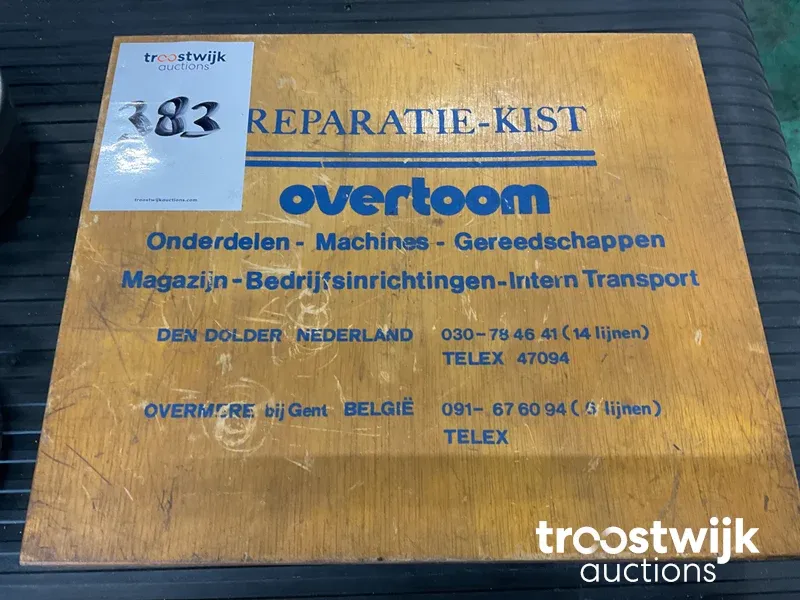 troostwijk
auctions
383
troostwijkauctions.com
REPARATIE-KIST
overtoom
Onderdelen - Machines - Gereedschappen
Magazijn - Bedrijfsinrichtingen - Intern Transport
DEN DOLDER NEDERLAND 030-78 46 41 (14 lijnen)
TELEX 47094
OVERMERE bij Gent BELGIË 091- 67 60 94 (6 lijnen)
TELEX
troostwijk
auctions